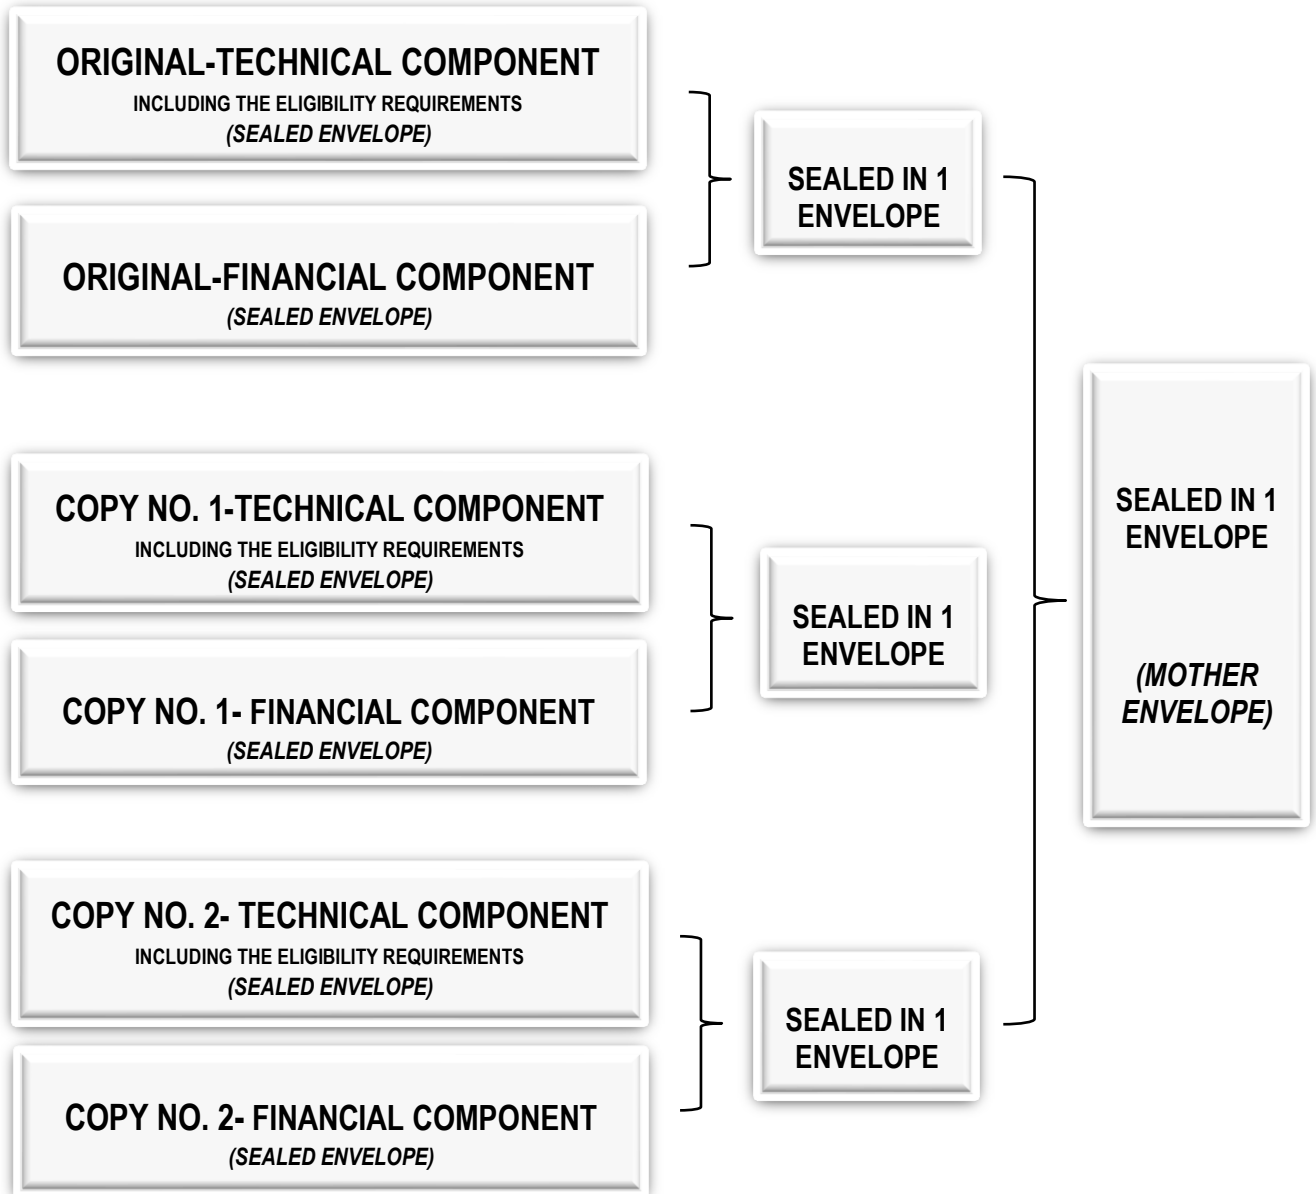 ORIGINAL-TECHNICAL COMPONENT
INCLUDING THE ELIGIBILITY REQUIREMENTS
(SEALED ENVELOPE)
ORIGINAL-FINANCIAL COMPONENT
(SEALED ENVELOPE)
SEALED IN 1
ENVELOPE
COPY NO. 1-TECHNICAL COMPONENT
INCLUDING THE ELIGIBILITY REQUIREMENTS
(SEALED ENVELOPE)
COPY NO. 1- FINANCIAL COMPONENT
(SEALED ENVELOPE)
SEALED IN 1
ENVELOPE
COPY NO. 2- TECHNICAL COMPONENT
INCLUDING THE ELIGIBILITY REQUIREMENTS
(SEALED ENVELOPE)
COPY NO. 2- FINANCIAL COMPONENT
(SEALED ENVELOPE)
SEALED IN 1
ENVELOPE
SEALED IN 1
ENVELOPE
(MOTHER
ENVELOPE)